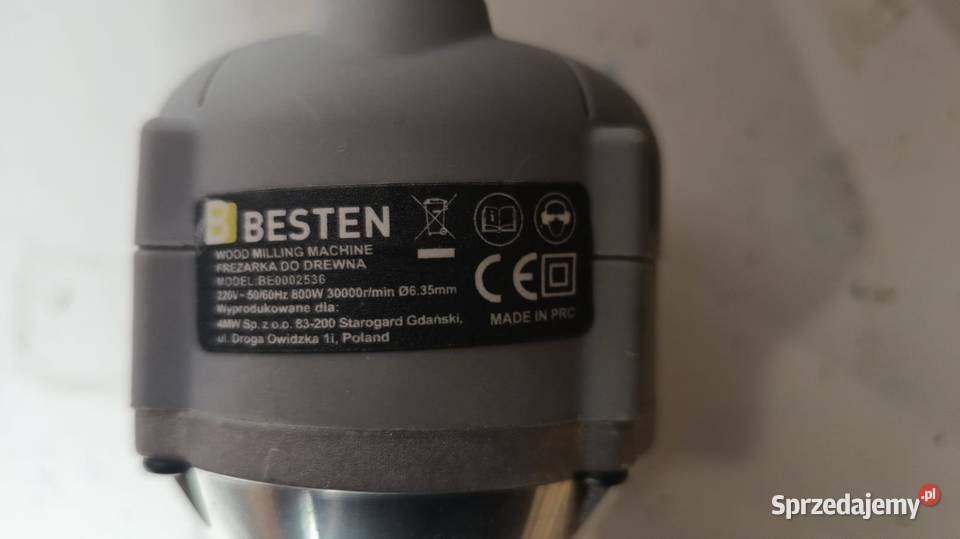 B BESTEN
WOOD MILLING MACHINE
FREZARKA DO DREWNA
MODEL:BE0002536
220V~50/60Hz 800W 30000r/min Ø6.35mm
Wyprodukowane dla:
4MW Sp. z o.o. 83-200 Starogard Gdański,
ul. Droga Owidzka 1i, Poland
CE
MADE IN PRC
Sprzedajemy.pl